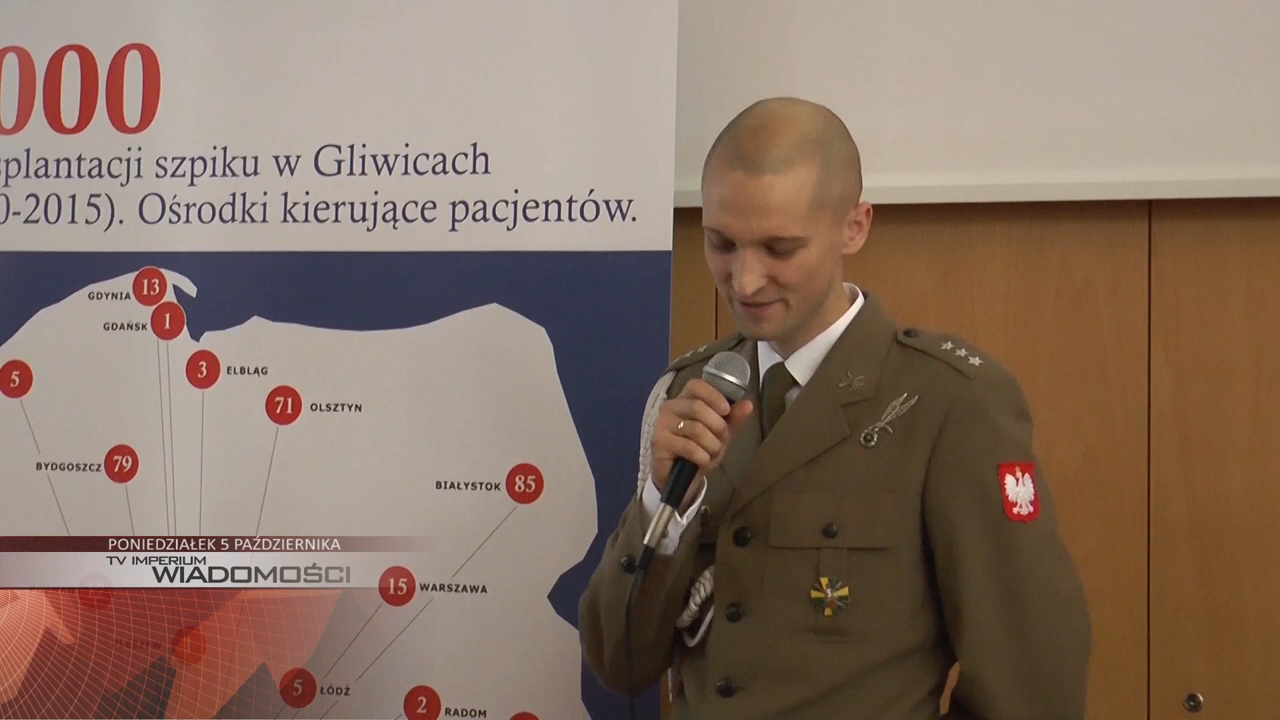 000
splantacji szpiku w Gliwicach
0-2015). Ośrodki kierujące pacjentów.
13
GDYNIA
1
GDAŃSK
3
ELBLĄG
5
71
OLSZTYN
79
BYDGOSZCZ
85
BIAŁYSTOK
PONIEDZIAŁEK 5 PAŹDZIERNIKA
TV IMPERIUM
WIADOMOŚCI
15
WARSZAWA
5
ŁÓDŹ
2
RADOM